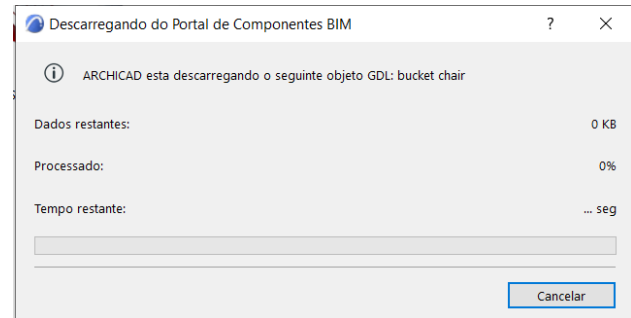 Descarregando do Portal de Componentes BIM
ARCHICAD esta descarregando o seguinte objeto GDL: bucket chair
Dados restantes: 0 KB
Processado: 0%
Tempo restante: ... seg
Cancelar